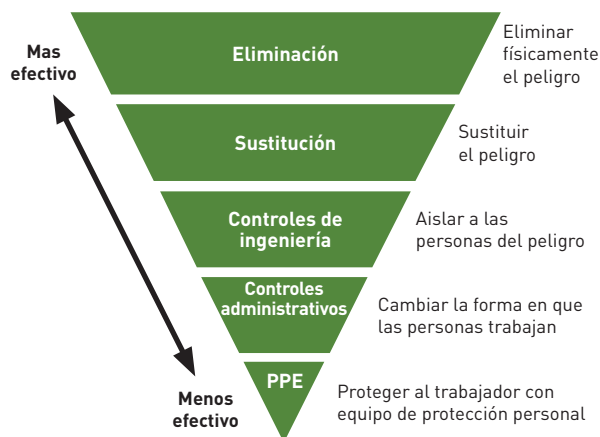 Mas
efectivo
Eliminación
Eliminar
físicamente
el peligro
Sustitución
Sustituir
el peligro
Controles de
ingeniería
Aislar a las
personas del peligro
Controles
administrativos
Cambiar la forma en que
las personas trabajan
Menos
efectivo
PPE
Proteger al trabajador con
equipo de protección personal